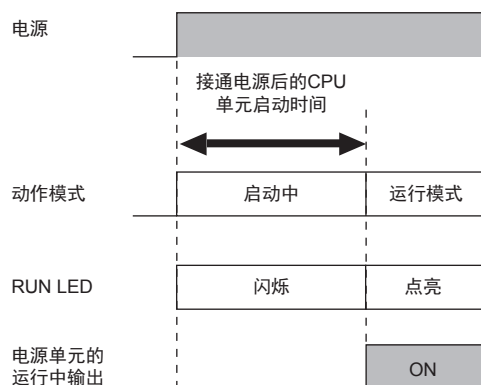 电源
接通电源后的CPU
单元启动时间
动作模式
启动中
运行模式
RUN LED
闪烁
点亮
电源单元的
运行中输出
ON